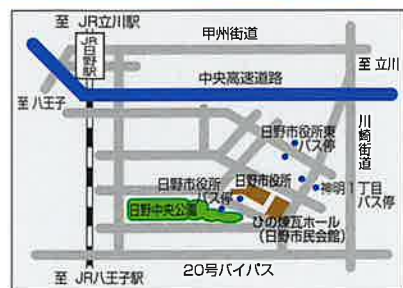 至 JR立川駅
JR日野駅
甲州街道
至 立川
中央高速道路
至 八王子
川崎街道
日野市役所東
バス停
日野市役所
バス停
日野市役所
神明1丁目
バス停
日野中央公園
ひの煉瓦ホール
(日野市民会館)
20号バイパス
至 JR八王子駅